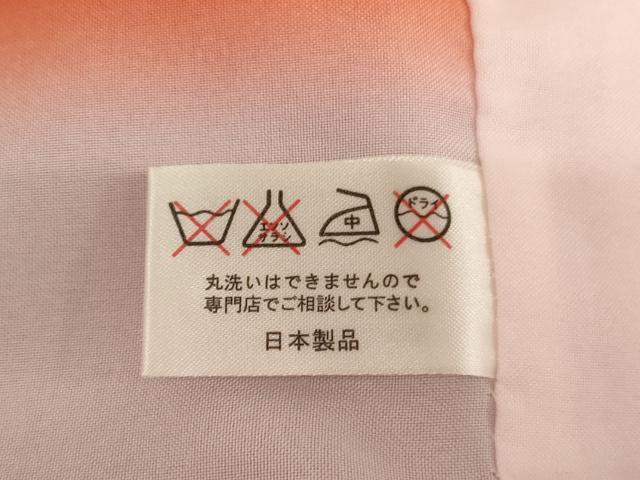 エンソ
サラシ
中
ドライ
丸洗いはできませんので
専門店でご相談して下さい。
日本製品